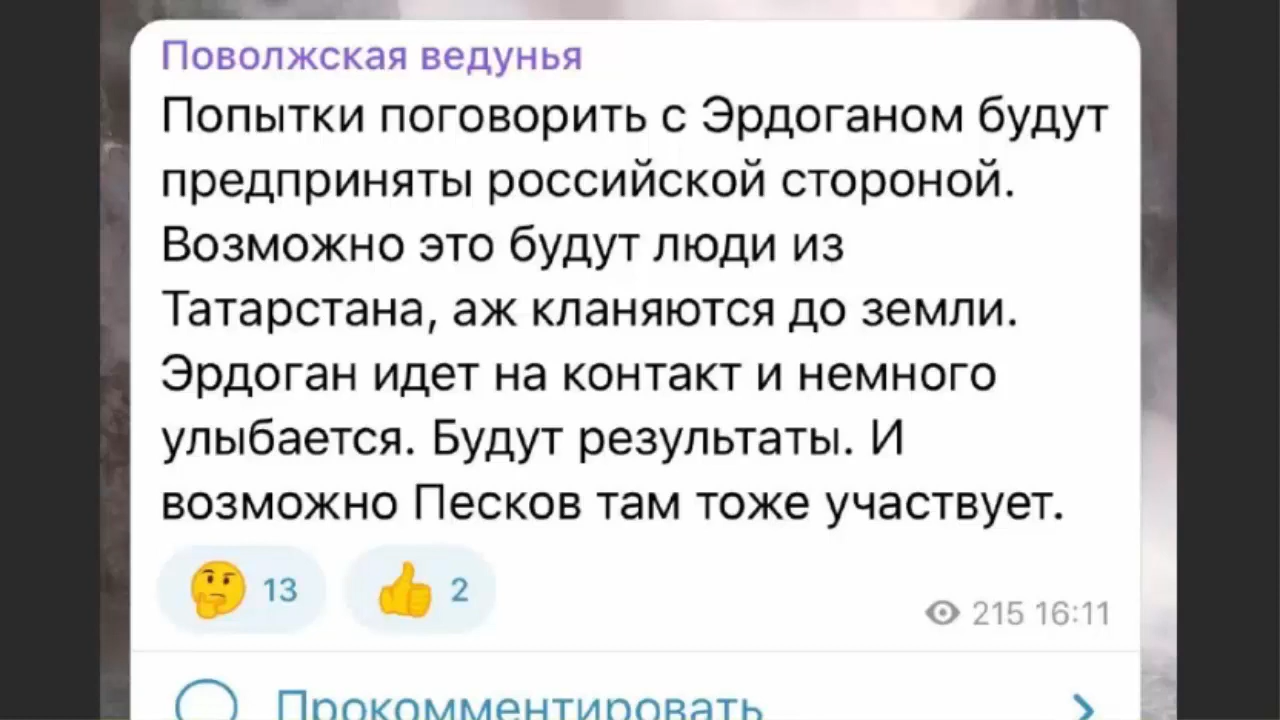 Поволжская ведунья
Попытки поговорить с Эрдоганом будут
предприняты российской стороной.
Возможно это будут люди из
Татарстана, аж кланяются до земли.
Эрдоган идет на контакт и немного
улыбается. Будут результаты. И
возможно Песков там тоже участвует.
13 2
215 16:11
Прокомментировать